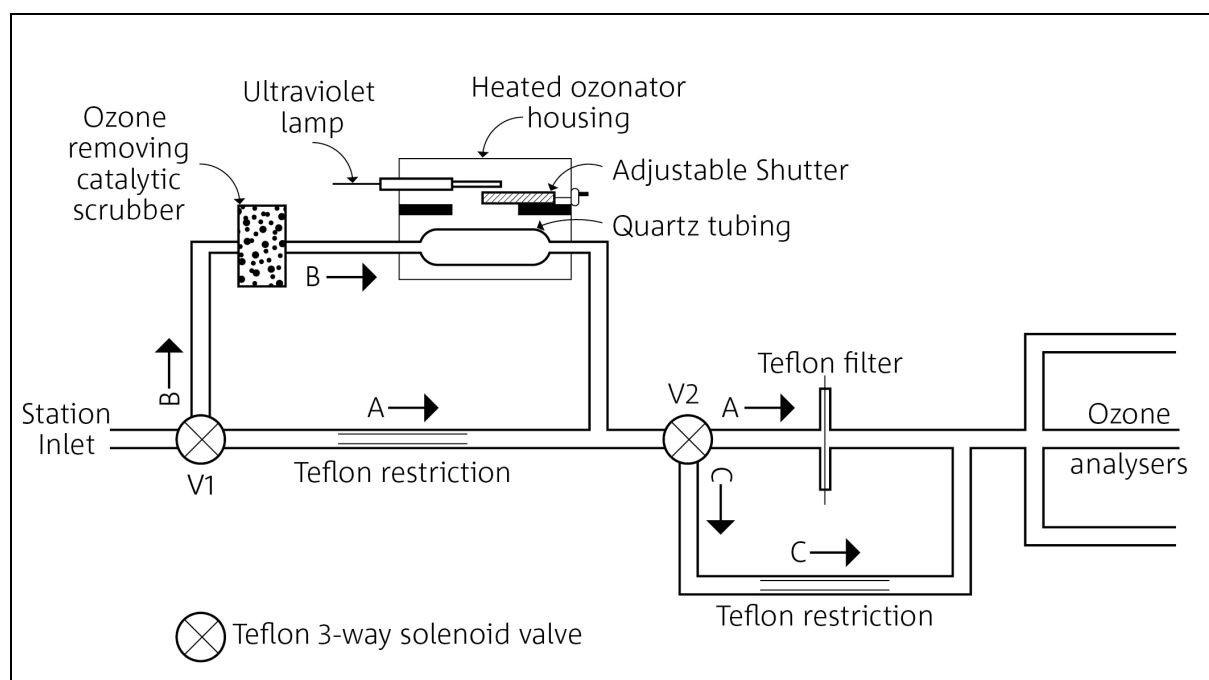 Ultraviolet
lamp
Heated ozonator
housing
Ozone
removing
catalytic
scrubber
Adjustable Shutter
Quartz tubing
B
B
Teflon filter
V2
A
A
Station
Inlet
Ozone
analysers
Teflon restriction
V1
C
C
Teflon restriction
Teflon 3-way solenoid valve